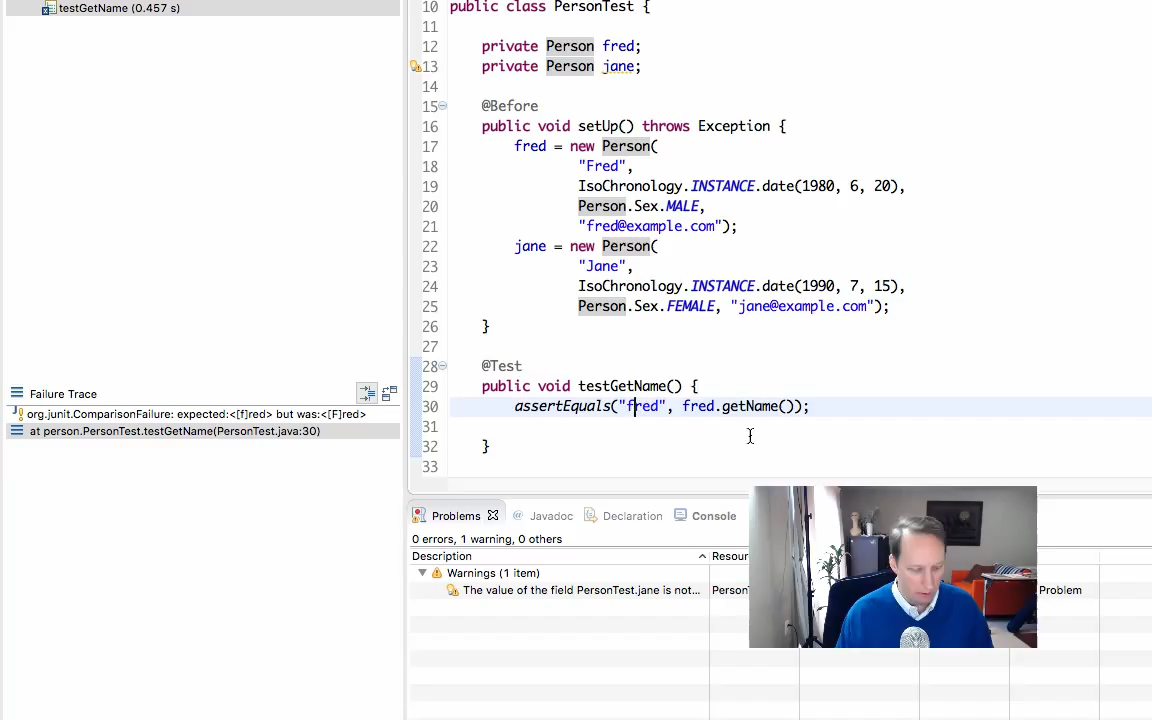 testGetName (0.457 s)
10 public class PersonTest {
11
12 private Person fred;
13 private Person jane;
14
15 @Before
16 public void setUp() throws Exception {
17 fred = new Person(
18 "Fred",
19 IsoChronology.INSTANCE.date(1980, 6, 20),
20 Person.Sex.MALE,
21 "fred@example.com");
22 jane = new Person(
23 "Jane",
24 IsoChronology.INSTANCE.date(1990, 7, 15),
25 Person.Sex.FEMALE, "jane@example.com");
26 }
27
28 @Test
29 public void testGetName() {
30 assertEquals("fred", fred.getName());
31
32 }
33
Failure Trace
org.junit.ComparisonFailure: expected:<[f]red> but was:<[F]red>
at person.PersonTest.testGetName(PersonTest.java:30)
Problems @ Javadoc Declaration Console
0 errors, 1 warning, 0 others
Description Resour
Warnings (1 item)
The value of the field PersonTest.jane is not... Person Problem